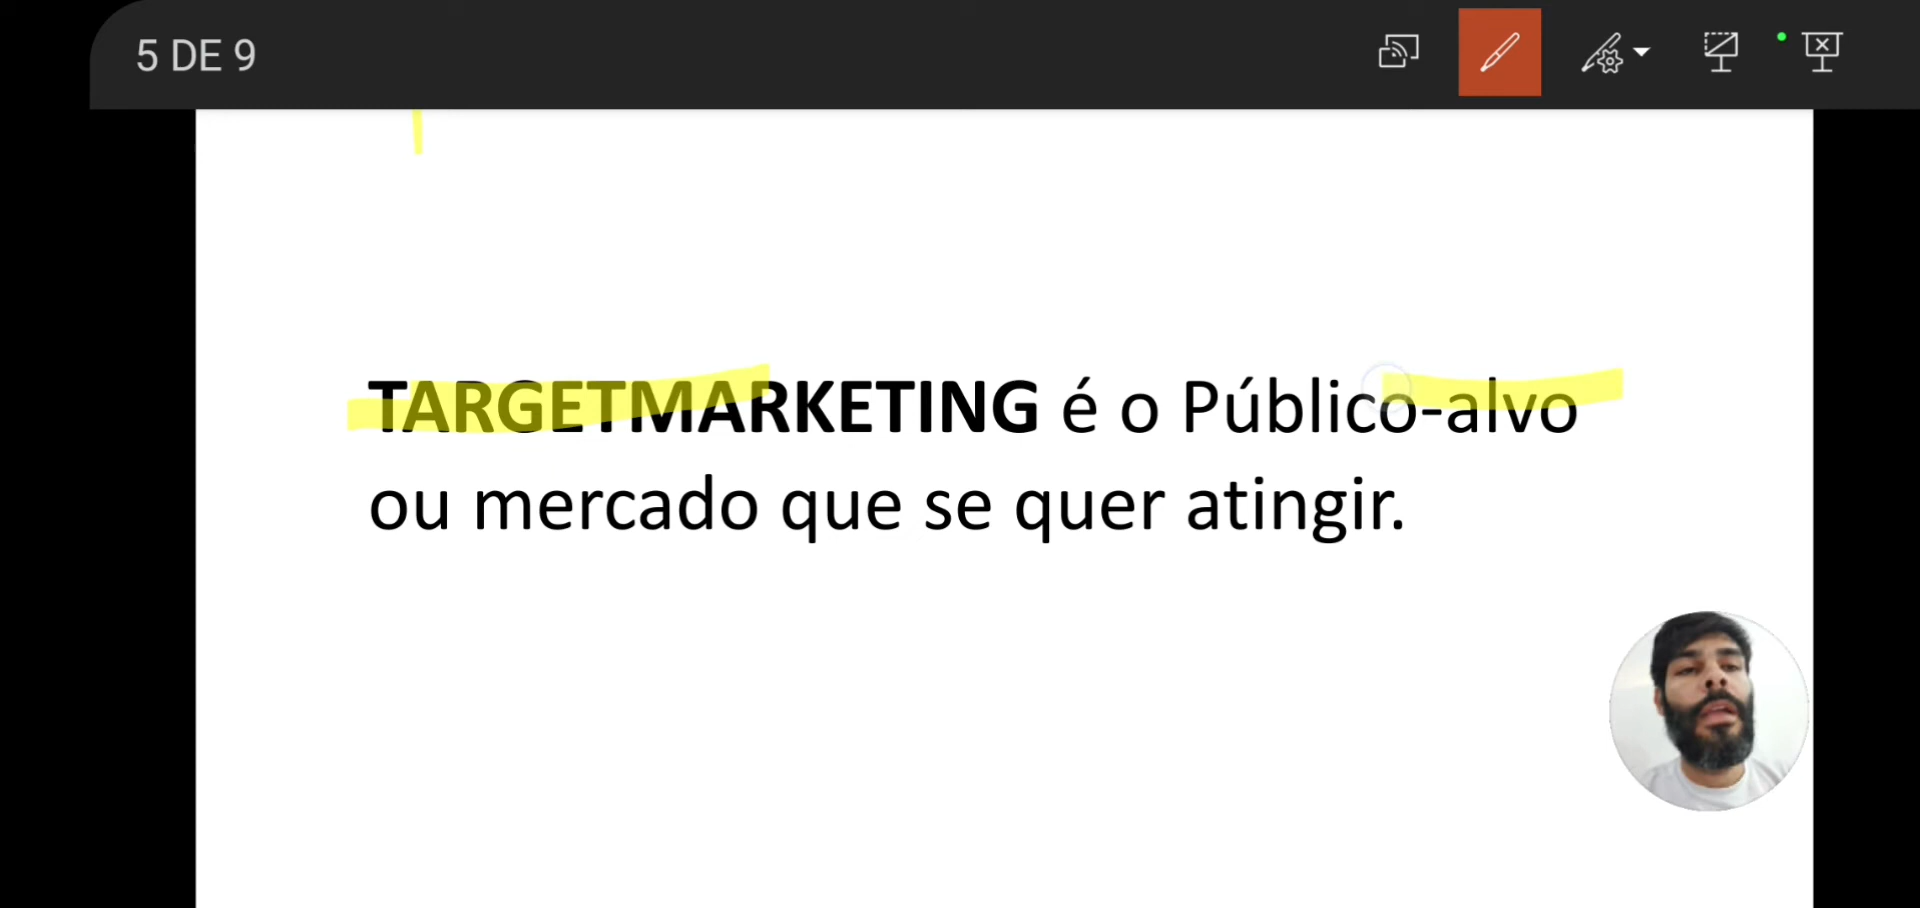 5 DE 9
TARGETMARKETING é o Público-alvo
ou mercado que se quer atingir.